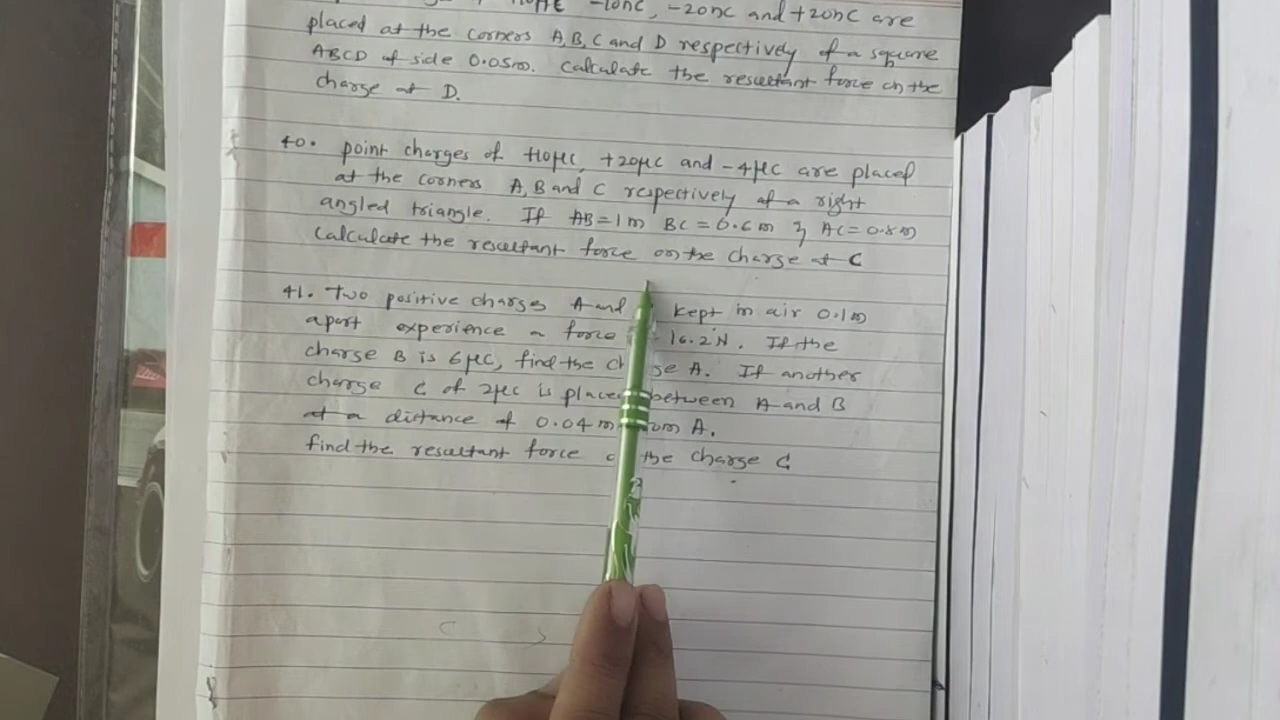 -10nC, -20nC and +20nC are
placed at the corners A, B, C and D respectively of a square
ABCD of side 0.05m. Calculate the resultant force on the
charge at D.
40. point charges of +10μC, +20μC and -4μC are placed
at the corners A, B and C respectively of a right
angled triangle. If AB=1m BC=0.6m & AC=0.8m
Calculate the resultant force on the charge at C
41. Two positive charges A and kept in air 0.1m
apart experience a force 16.2N. If the
charge B is 6μC, find the A. If another
charge C of 2μC is placed between A and B
at a distance of 0.04m A.
find the resultant force the charge C